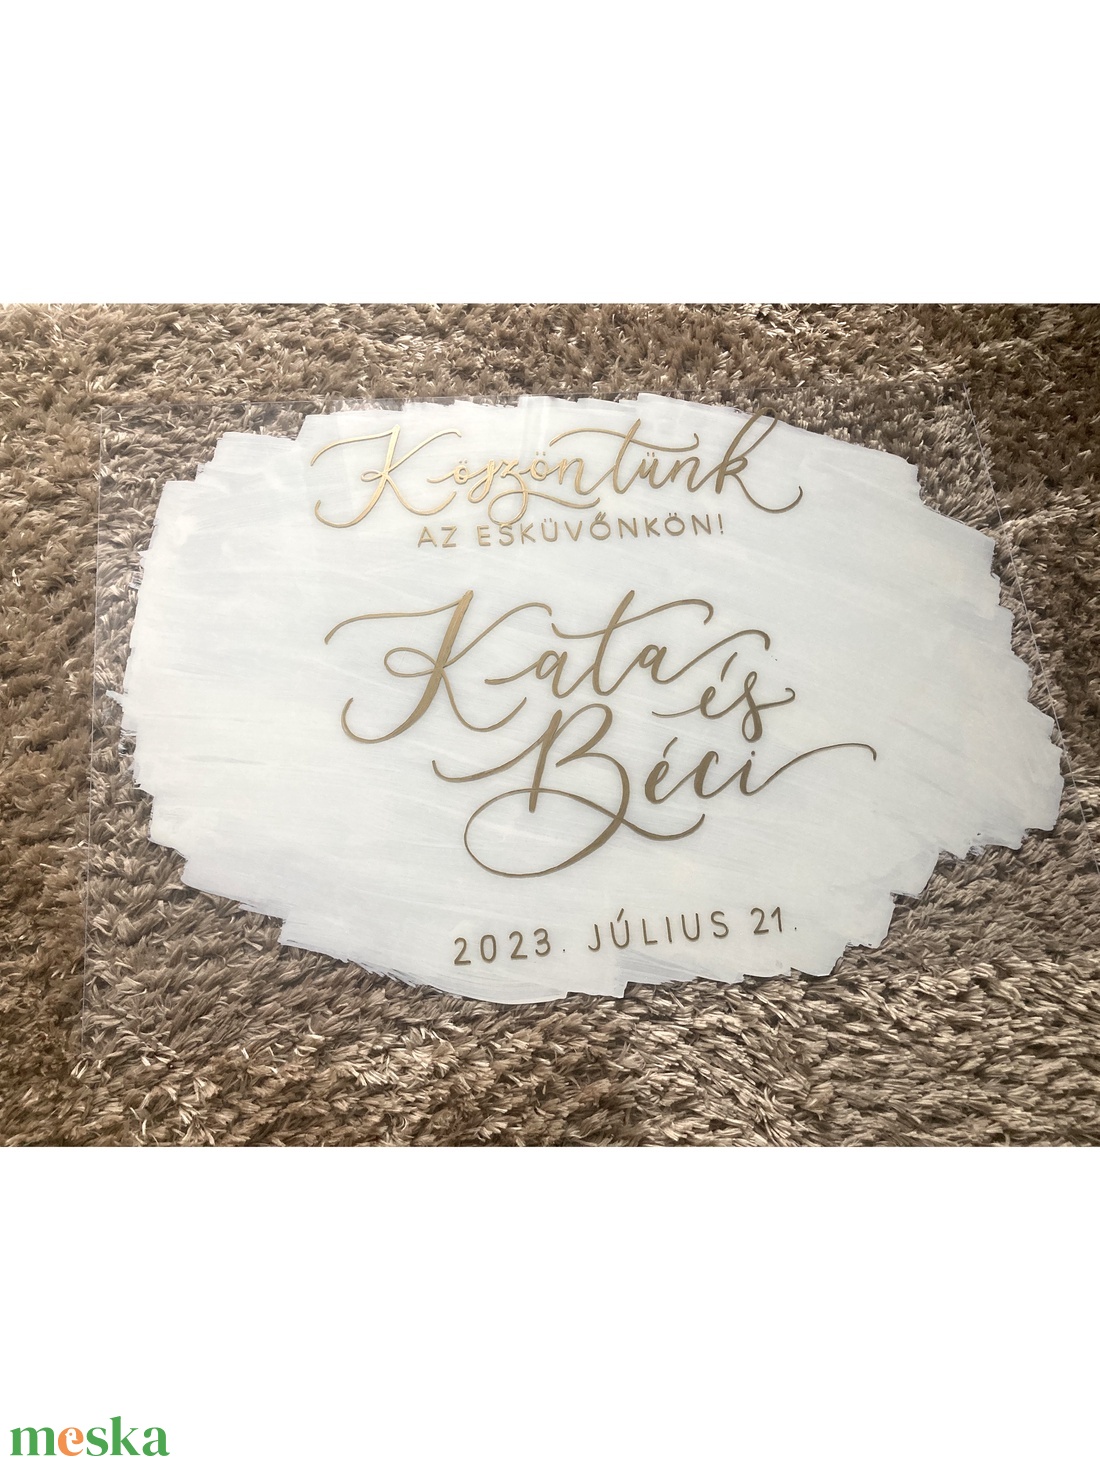 Köszöntünk
AZ ESKÜVŐNKÖN!
Kata és
Béci
2023. JÚLIUS 21.
meska